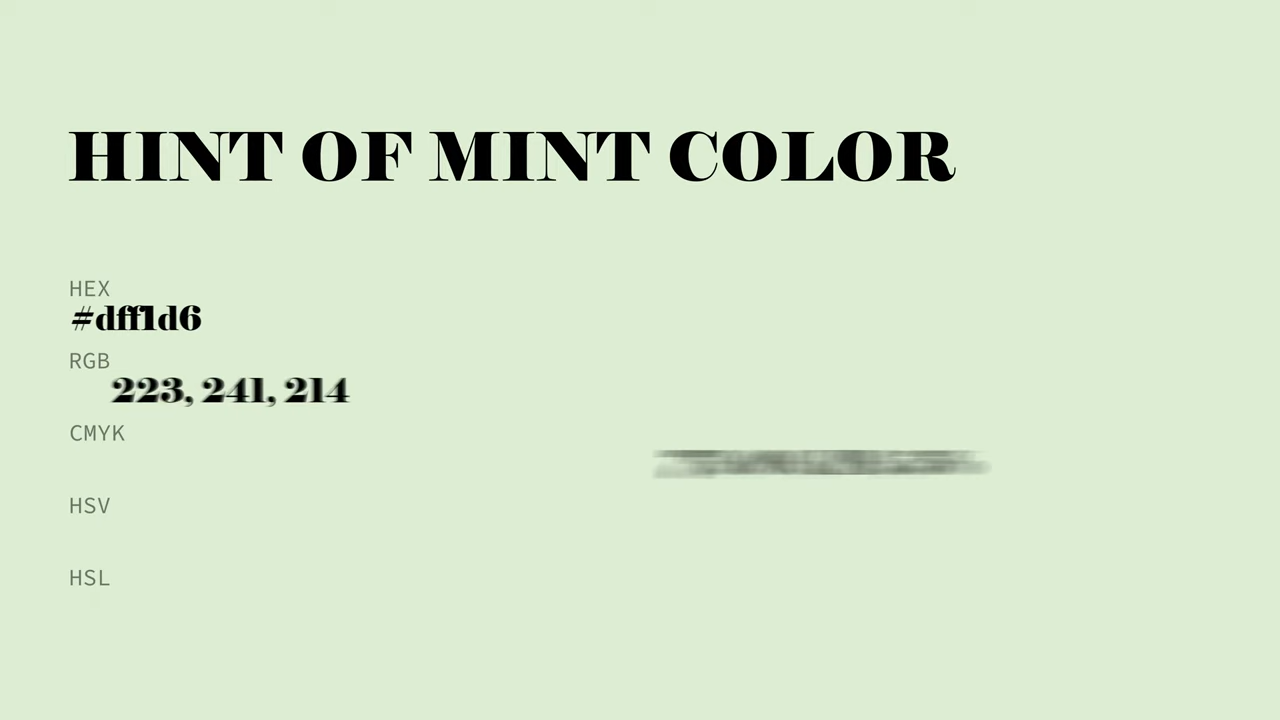 HINT OF MINT COLOR
HEX
#dff1d6
RGB
223, 241, 214
CMYK
HSV
HSL